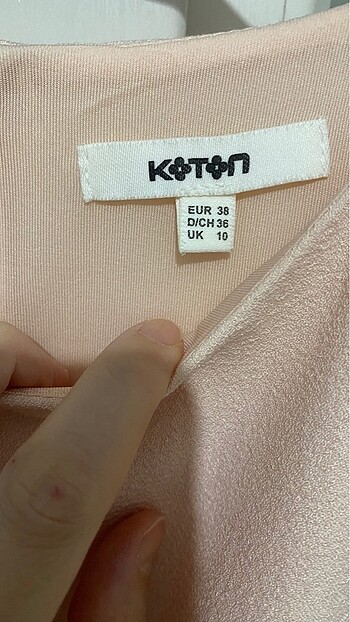 KOTON
EUR 38
D/CH 36
UK 10